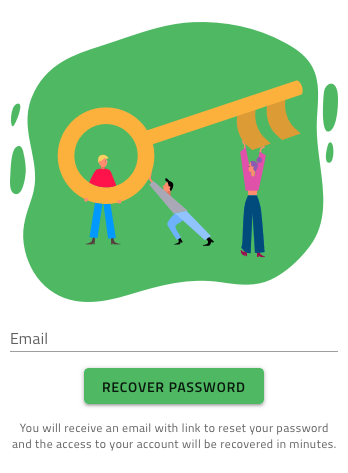 Email
RECOVER PASSWORD
You will receive an email with link to reset your password
and the access to your account will be recovered in minutes.